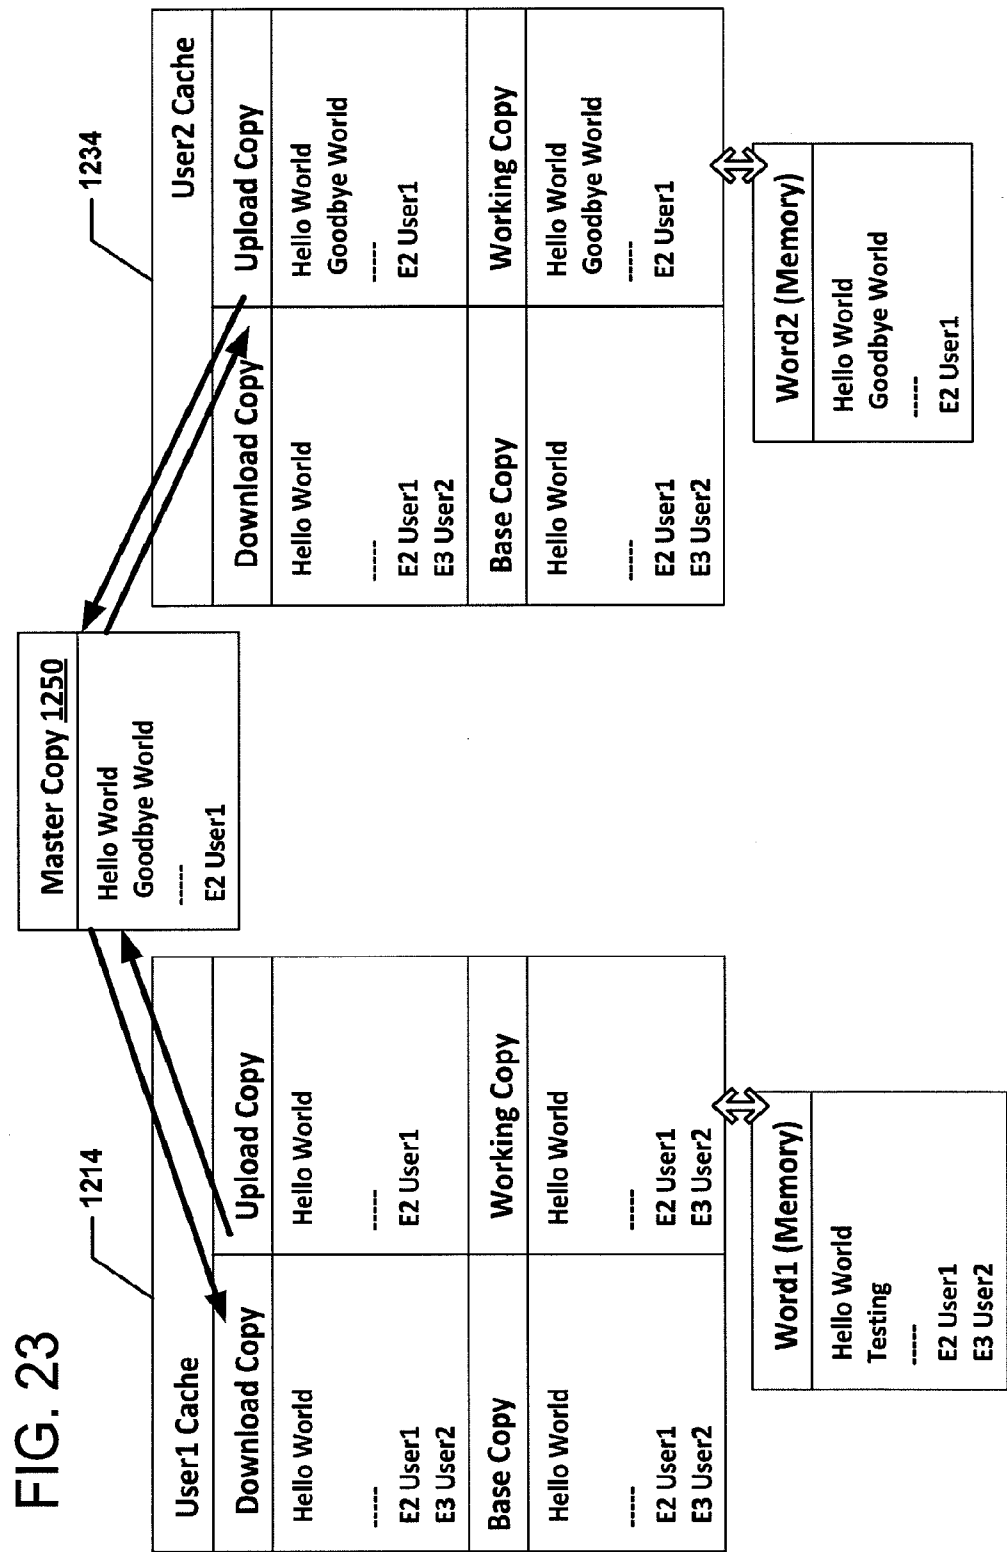 FIG. 23
1214
User1 Cache
Download Copy
Hello World
-----
E2 User1
E3 User2
Upload Copy
Hello World
-----
E2 User1
Base Copy
Hello World
-----
E2 User1
E3 User2
Working Copy
Hello World
-----
E2 User1
E3 User2
Word1 (Memory)
Hello World
Testing
-----
E2 User1
E3 User2
Master Copy 1250
Hello World
Goodbye World
-----
E2 User1
1234
User2 Cache
Download Copy
Hello World
-----
E2 User1
E3 User2
Upload Copy
Hello World
Goodbye World
-----
E2 User1
Base Copy
Hello World
-----
E2 User1
E3 User2
Working Copy
Hello World
Goodbye World
-----
E2 User1
Word2 (Memory)
Hello World
Goodbye World
-----
E2 User1